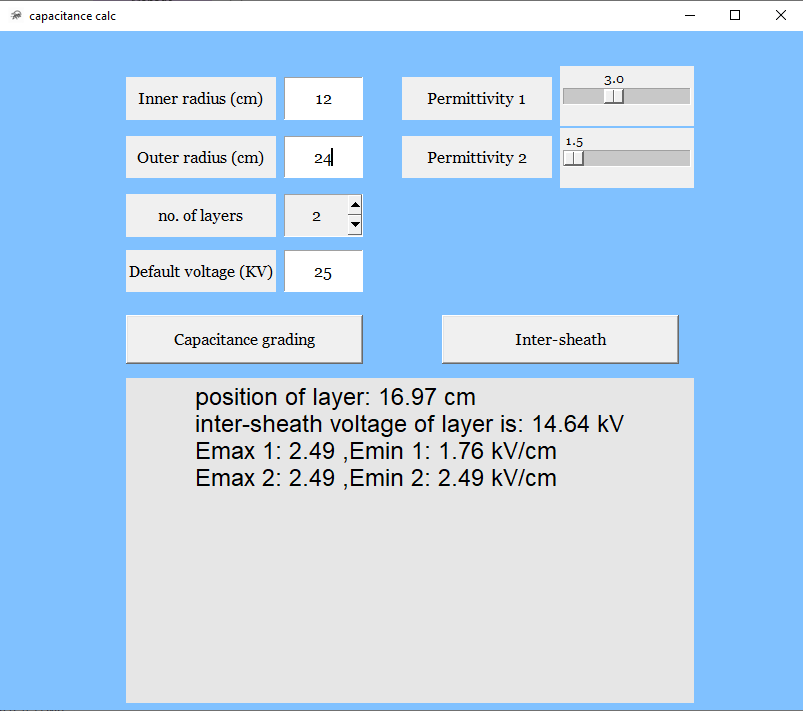 capacitance calc
Inner radius (cm) 12 Permittivity 1 3.0
Outer radius (cm) 24 Permittivity 2 1.5
no. of layers 2
Default voltage (KV) 25
Capacitance grading Inter-sheath
position of layer: 16.97 cm
inter-sheath voltage of layer is: 14.64 kV
Emax 1: 2.49 ,Emin 1: 1.76 kV/cm
Emax 2: 2.49 ,Emin 2: 2.49 kV/cm